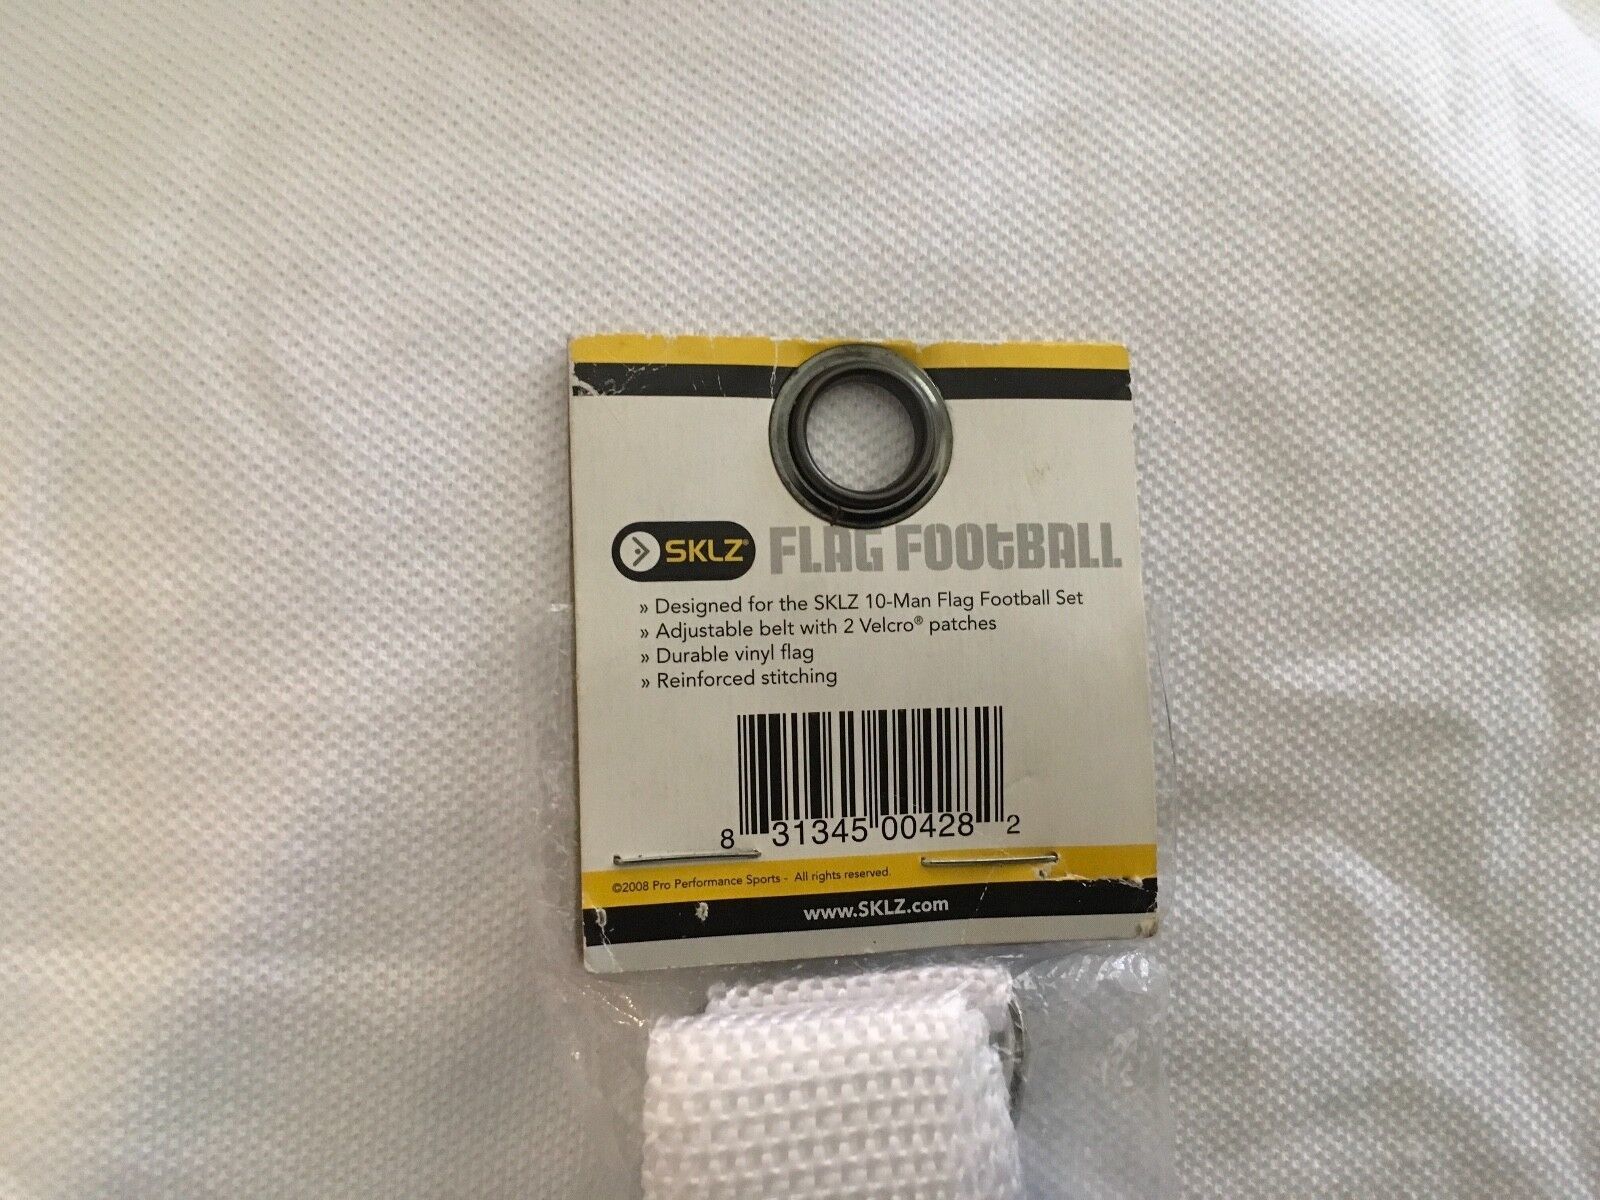 SKLZ® FLAG FOOTBALL
» Designed for the SKLZ 10-Man Flag Football Set
» Adjustable belt with 2 Velcro® patches
» Durable vinyl flag
» Reinforced stitching
8 31345 00428 2
©2008 Pro Performance Sports - All rights reserved.
www.SKLZ.com